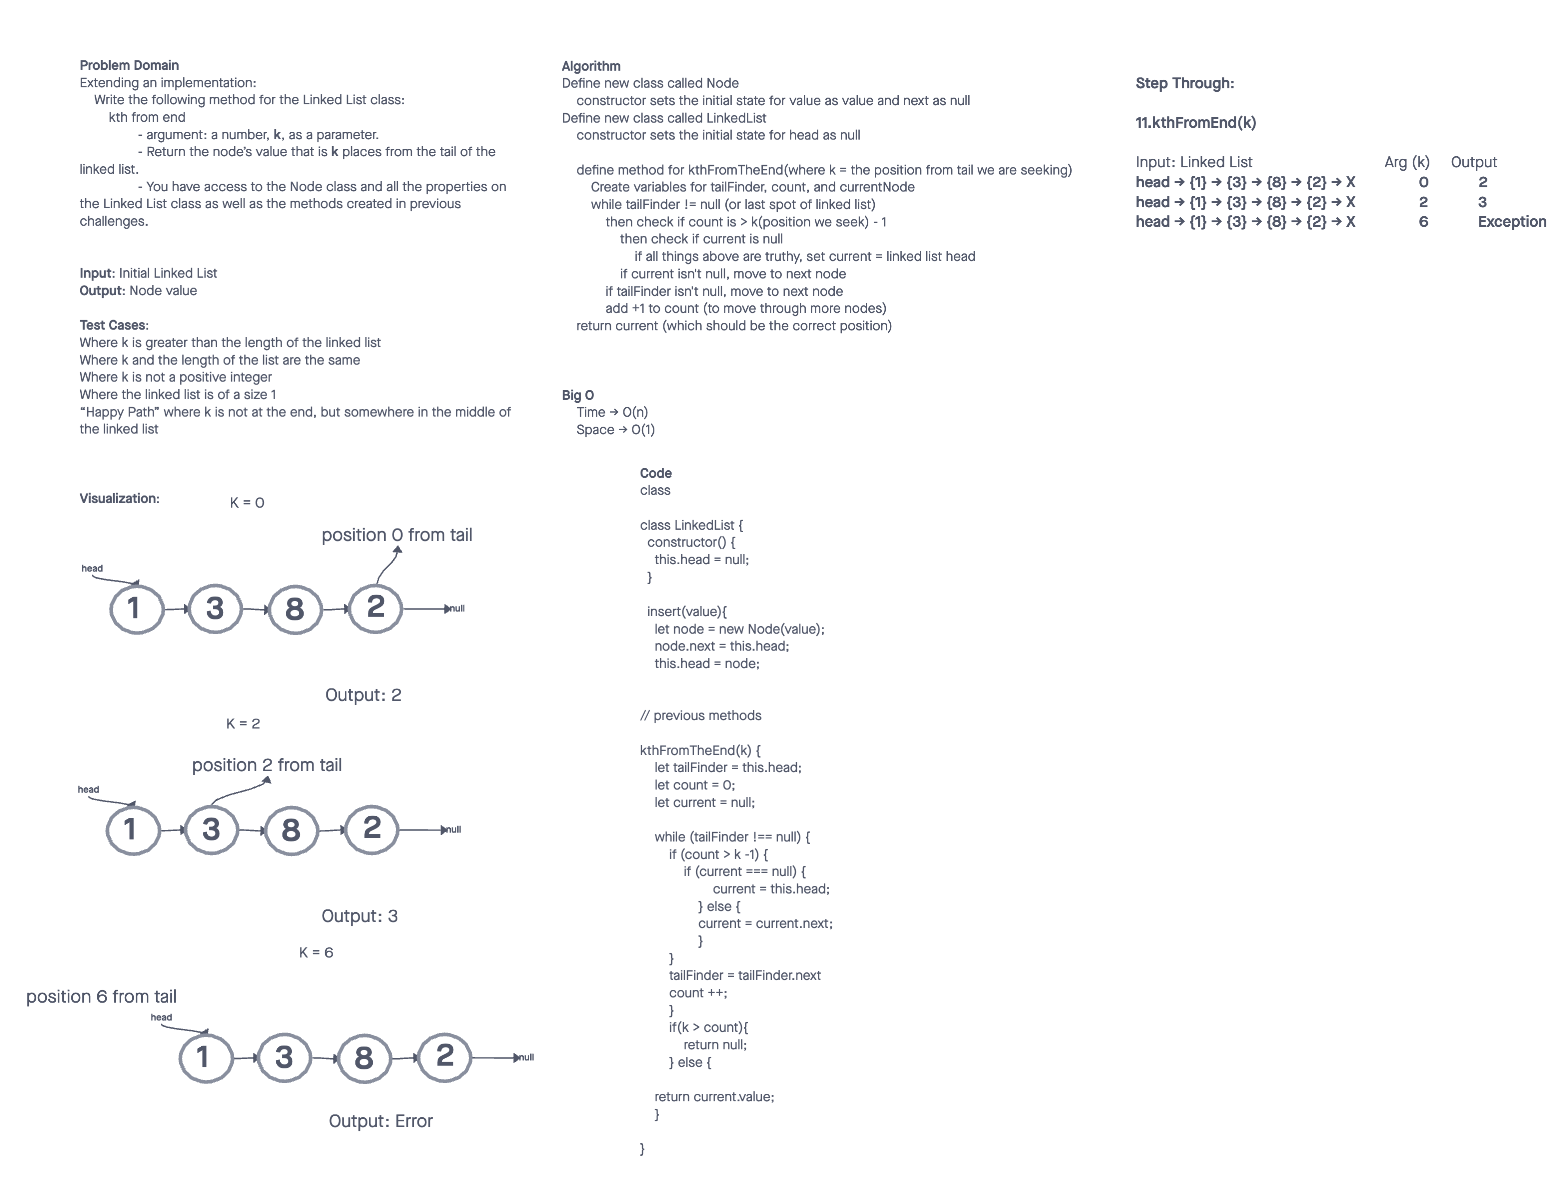 Problem Domain
Extending an implementation:
Write the following method for the Linked List class:
kth from end
- argument: a number, k, as a parameter.
- Return the node's value that is k places from the tail of the
linked list.
- You have access to the Node class and all the properties on
the Linked List class as well as the methods created in previous
challenges.
Input: Initial Linked List
Output: Node value
Test Cases:
Where k is greater than the length of the linked list
Where k and the length of the list are the same
Where k is not a positive integer
Where the linked list is of a size 1
“Happy Path” where k is not at the end, but somewhere in the middle of
the linked list
Visualization:
K = 0
position 0 from tail
head
1 3 8 2 null
Output: 2
K = 2
position 2 from tail
head
1 3 8 2 null
Output: 3
K = 6
position 6 from tail
head
1 3 8 2 null
Output: Error
Algorithm
Define new class called Node
constructor sets the initial state for value as value and next as null
Define new class called LinkedList
constructor sets the initial state for head as null
define method for kthFromTheEnd(where k = the position from tail we are seeking)
Create variables for tailFinder, count, and currentNode
while tailFinder != null (or last spot of linked list)
then check if count is > k(position we seek) - 1
then check if current is null
if all things above are truthy, set current = linked list head
if current isn't null, move to next node
if tailFinder isn't null, move to next node
add +1 to count (to move through more nodes)
return current (which should be the correct position)
Big O
Time → O(n)
Space → O(1)
Code
class
class LinkedList {
constructor() {
this.head = null;
}
insert(value){
let node = new Node(value);
node.next = this.head;
this.head = node;
// previous methods
kthFromTheEnd(k) {
let tailFinder = this.head;
let count = 0;
let current = null;
while (tailFinder !== null) {
if (count > k -1) {
if (current === null) {
current = this.head;
} else {
current = current.next;
}
}
tailFinder = tailFinder.next
count ++;
}
if(k > count){
return null;
} else {
return current.value;
}
}
Step Through:
11.kthFromEnd(k)
Input: Linked List Arg (k) Output
head → {1} → {3} → {8} → {2} → X 0 2
head → {1} → {3} → {8} → {2} → X 2 3
head → {1} → {3} → {8} → {2} → X 6 Exception